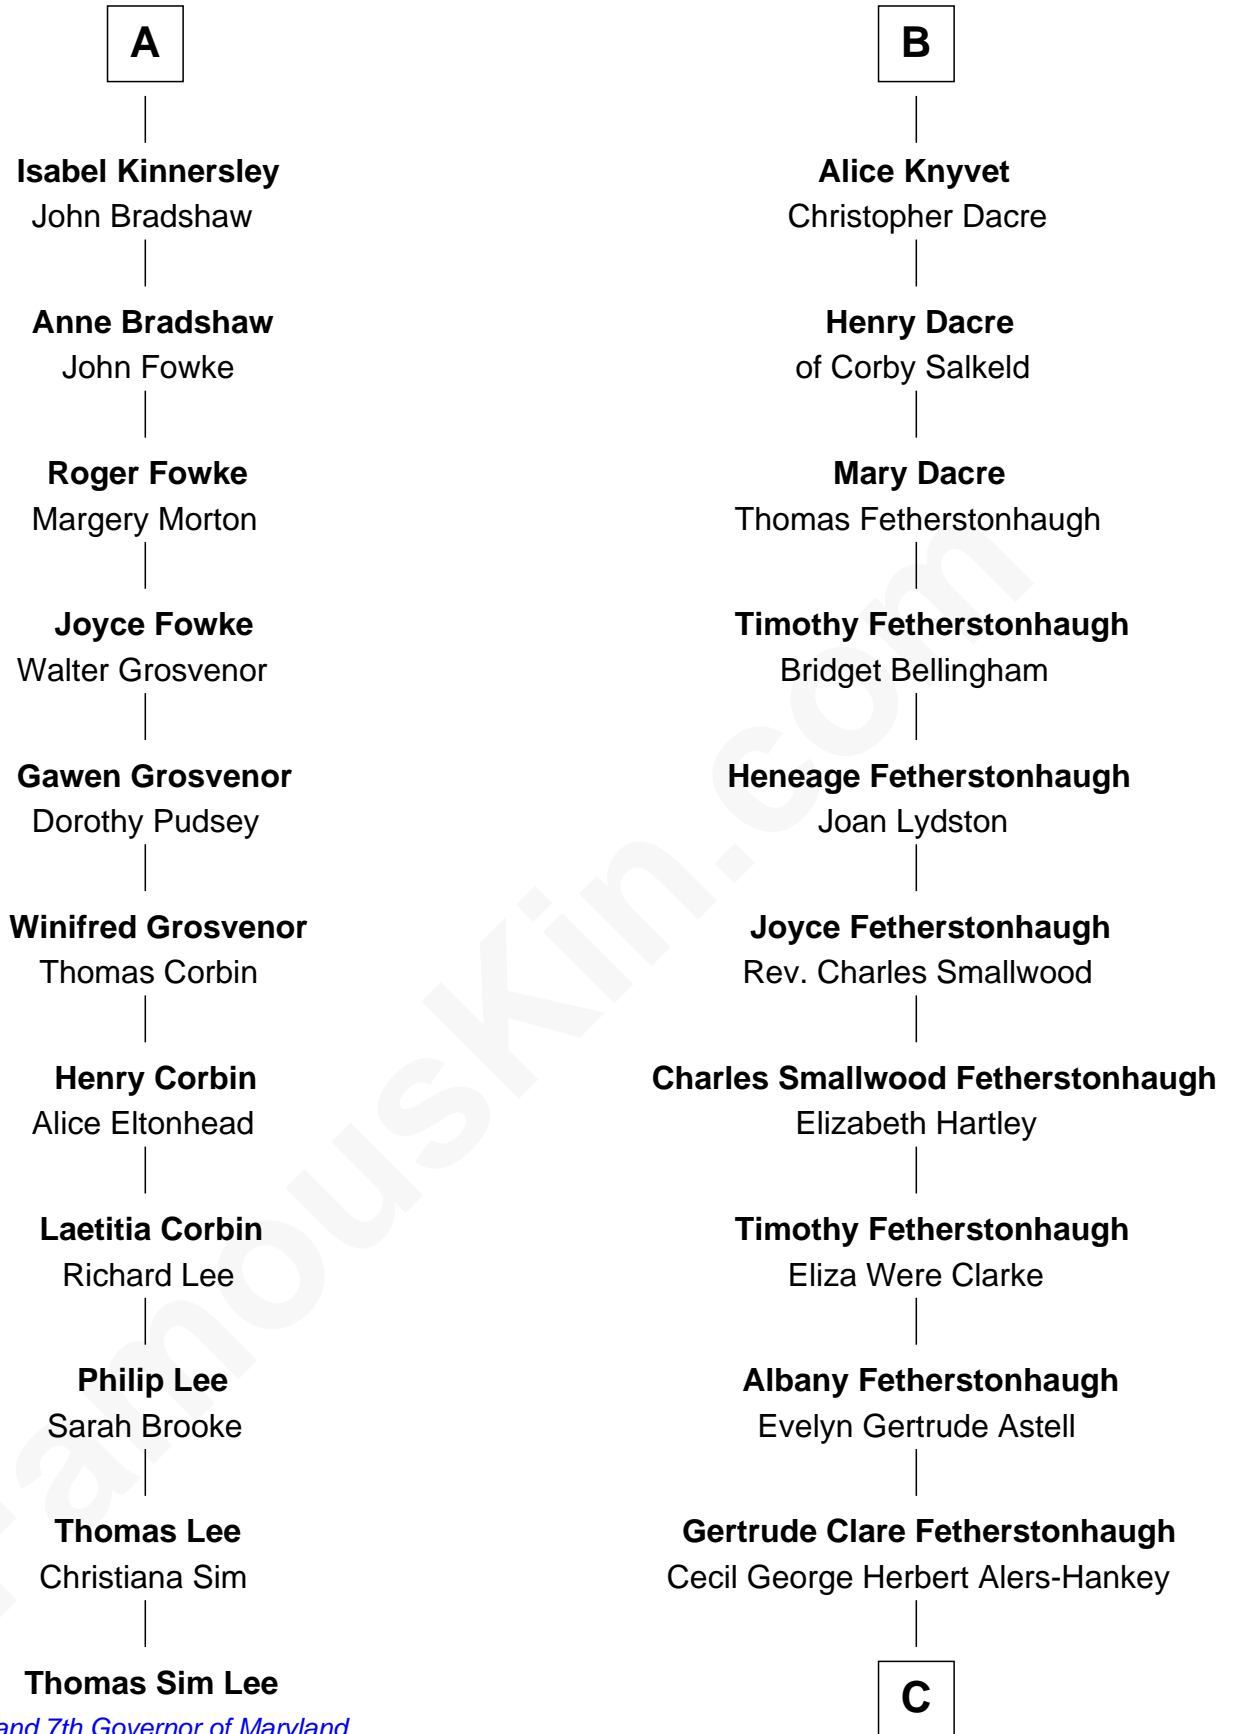 A
Isabel Kinnersley
John Bradshaw
Anne Bradshaw
John Fowke
Roger Fowke
Margery Morton
Joyce Fowke
Walter Grosvenor
Gawen Grosvenor
Dorothy Pudsey
Winifred Grosvenor
Thomas Corbin
Henry Corbin
Alice Eltonhead
Laetitia Corbin
Richard Lee
Philip Lee
Sarah Brooke
Thomas Lee
Christiana Sim
Thomas Sim Lee
and 7th Governor of Maryland
B
Alice Knyvet
Christopher Dacre
Henry Dacre
of Corby Salkeld
Mary Dacre
Thomas Fetherstonhaugh
Timothy Fetherstonhaugh
Bridget Bellingham
Heneage Fetherstonhaugh
Joan Lydston
Joyce Fetherstonhaugh
Rev. Charles Smallwood
Charles Smallwood Fetherstonhaugh
Elizabeth Hartley
Timothy Fetherstonhaugh
Eliza Were Clarke
Albany Fetherstonhaugh
Evelyn Gertrude Astell
Gertrude Clare Fetherstonhaugh
Cecil George Herbert Alers-Hankey
C
FamousKin.com